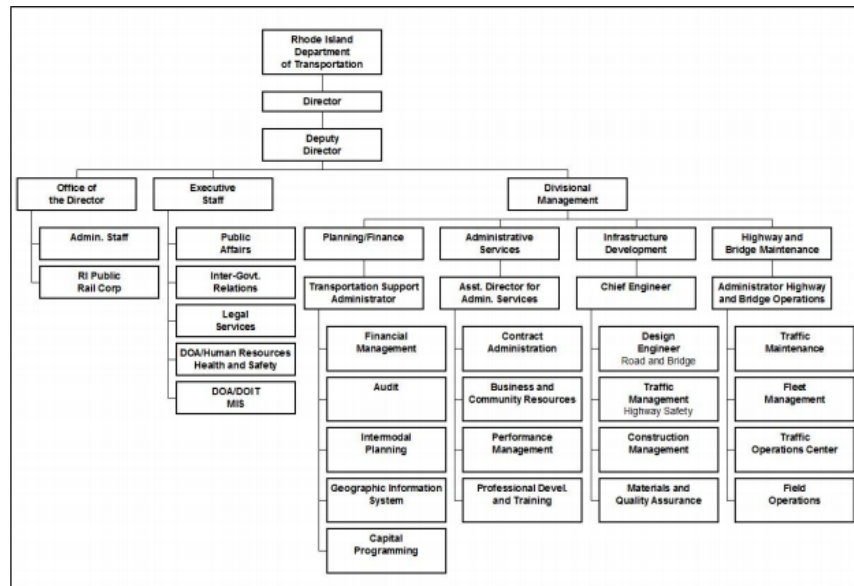 Rhode Island
Department
of Transportation
Director
Deputy
Director
Office of
the Director
Executive
Staff
Divisional
Management
Admin. Staff
RI Public
Rail Corp
Public
Affairs
Inter-Govt.
Relations
Legal
Services
DOA/Human Resources
Health and Safety
DOA/DOIT
MIS
Planning/Finance
Transportation Support
Administrator
Financial
Management
Audit
Intermodal
Planning
Geographic Information
System
Capital
Programming
Administrative
Services
Asst. Director for
Admin. Services
Contract
Administration
Business and
Community Resources
Performance
Management
Professional Devel.
and Training
Infrastructure
Development
Chief Engineer
Design
Engineer
Road and Bridge
Traffic
Management
Highway Safety
Construction
Management
Materials and
Quality Assurance
Highway and
Bridge Maintenance
Administrator Highway
and Bridge Operations
Traffic
Maintenance
Fleet
Management
Traffic
Operations Center
Field
Operations